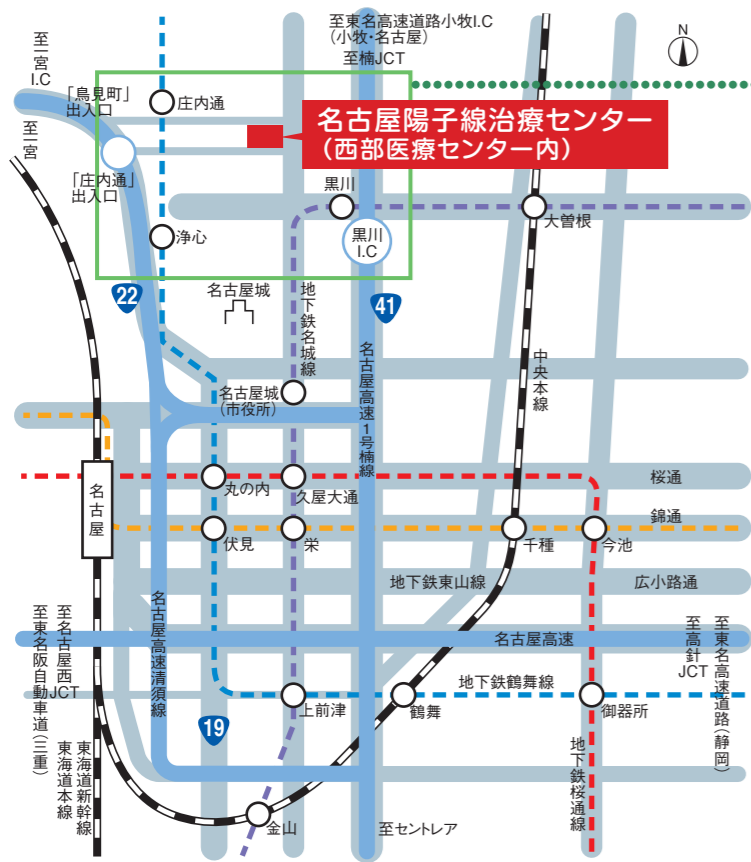 至東名高速道路小牧I.C
(小牧・名古屋)
至楠JCT
N
至一宮
I.C
至一宮
「鳥見町」
出入口
庄内通
名古屋陽子線治療センター
(西部医療センター内)
「庄内通」
出入口
黒川
大曽根
浄心
黒川
I.C
22
名古屋城
地下鉄名城線
41
名古屋高速1号楠線
中央本線
名古屋城
(市役所)
名古屋
丸の内
久屋大通
桜通
錦通
伏見
栄
千種
今池
地下鉄東山線
広小路通
名古屋高速清須線
名古屋高速
至名古屋西
JCT
至東名阪自動車道(三重)
至高針
JCT
至東名高速道路(静岡)
地下鉄鶴舞線
19
上前津
鶴舞
御器所
東海道新幹線
東海道本線
地下鉄桜通線
金山
至セントレア